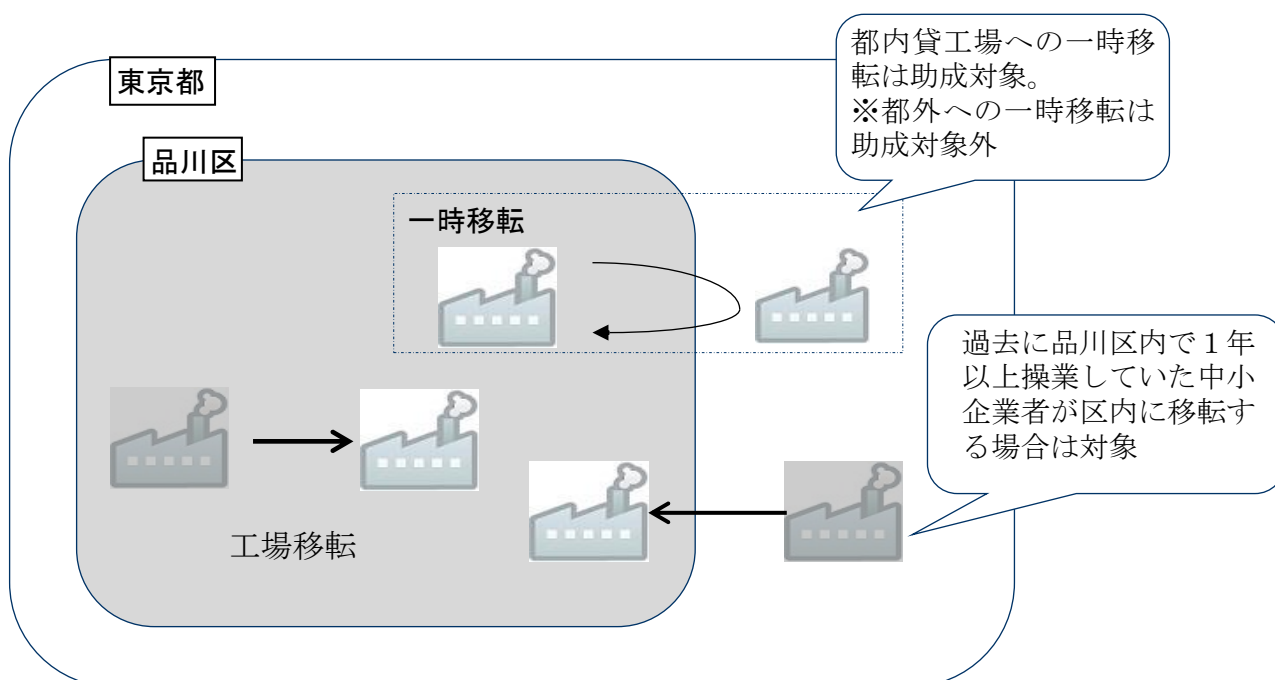 東京都
品川区
都内貸工場への一時移
転は助成対象。
※都外への一時移転は
助成対象外
一時移転
過去に品川区内で１年
以上操業していた中小
企業者が区内に移転す
る場合は対象
工場移転